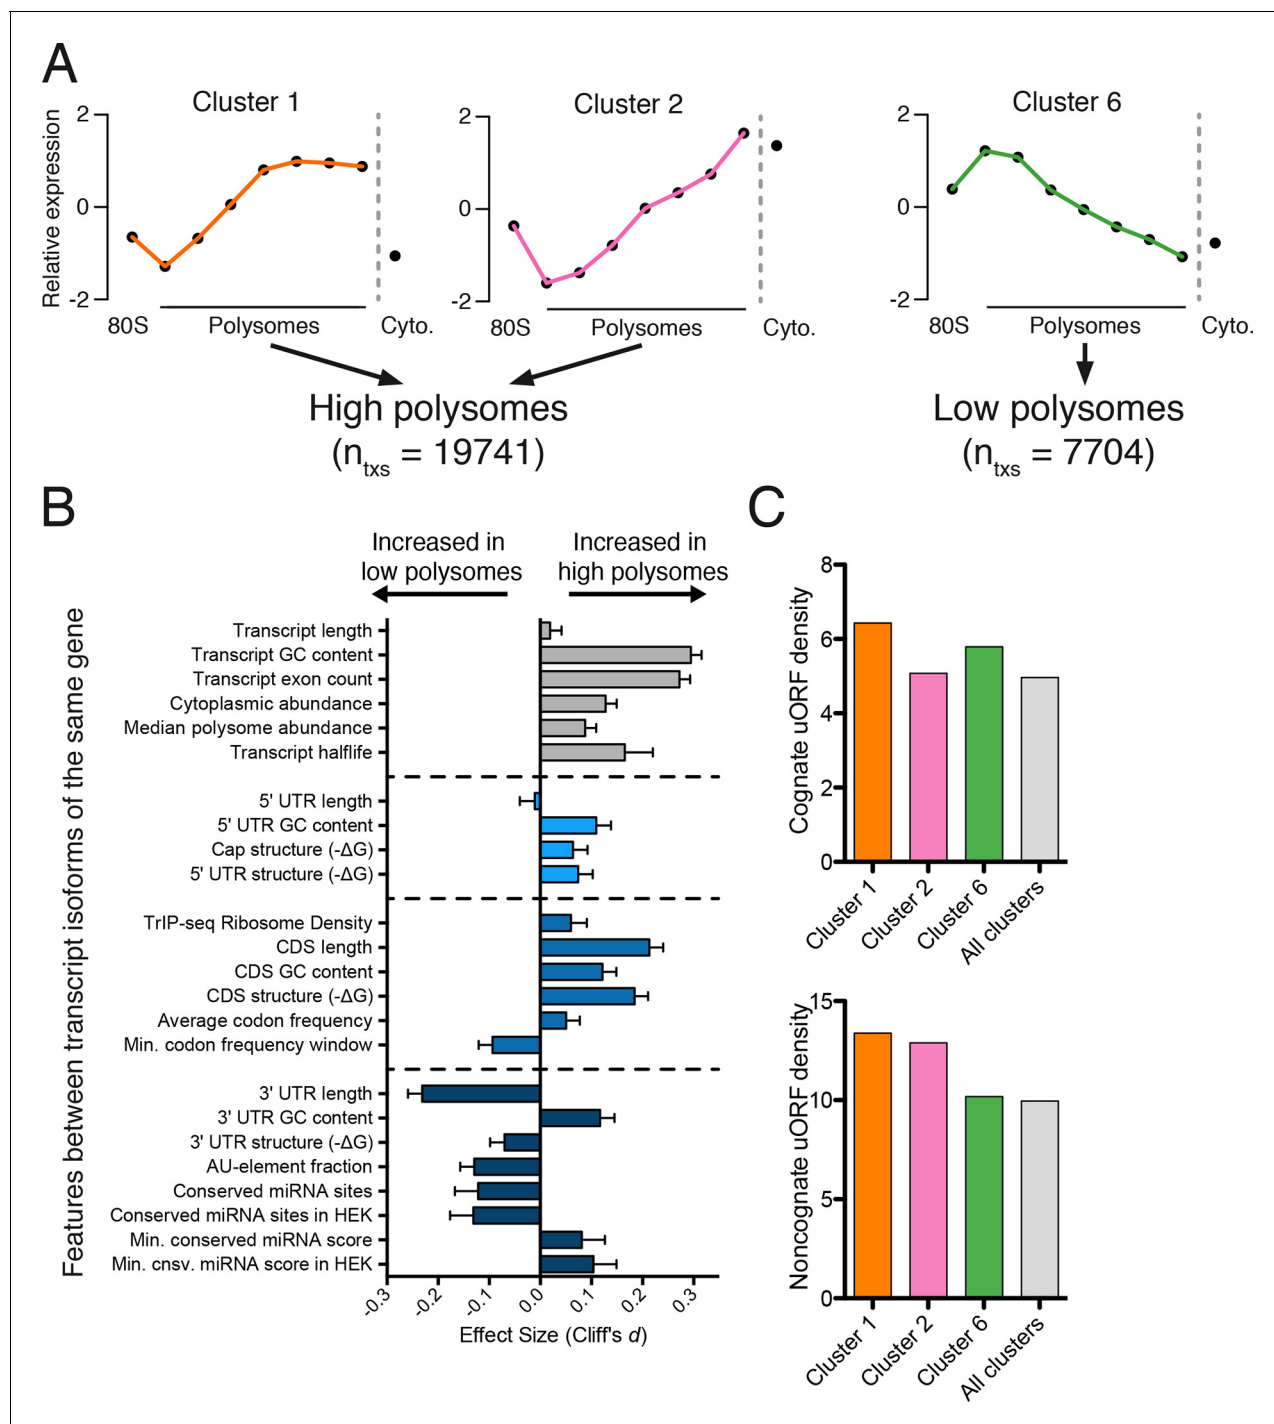 A
Cluster 1
Cluster 2
Cluster 6
Relative expression
2
0
-2
80S
Polysomes
Cyto.
2
0
-2
80S
Polysomes
Cyto.
2
0
-2
80S
Polysomes
Cyto.
High polysomes
(ntxs = 19741)
Low polysomes
(ntxs = 7704)
B
Increased in
low polysomes
Increased in
high polysomes
Features between transcript isoforms of the same gene
Transcript length
Transcript GC content
Transcript exon count
Cytoplasmic abundance
Median polysome abundance
Transcript halflife
5' UTR length
5' UTR GC content
Cap structure (-ΔG)
5' UTR structure (-ΔG)
TrIP-seq Ribosome Density
CDS length
CDS GC content
CDS structure (-ΔG)
Average codon frequency
Min. codon frequency window
3' UTR length
3' UTR GC content
3' UTR structure (-ΔG)
AU-element fraction
Conserved miRNA sites
Conserved miRNA sites in HEK
Min. conserved miRNA score
Min. cnsv. miRNA score in HEK
-0.3
-0.2
-0.1
0.0
0.1
0.2
0.3
Effect Size (Cliff's d)
C
Cognate uORF density
8
6
4
2
0
Cluster 1
Cluster 2
Cluster 6
All clusters
Noncognate uORF density
15
10
5
0
Cluster 1
Cluster 2
Cluster 6
All clusters